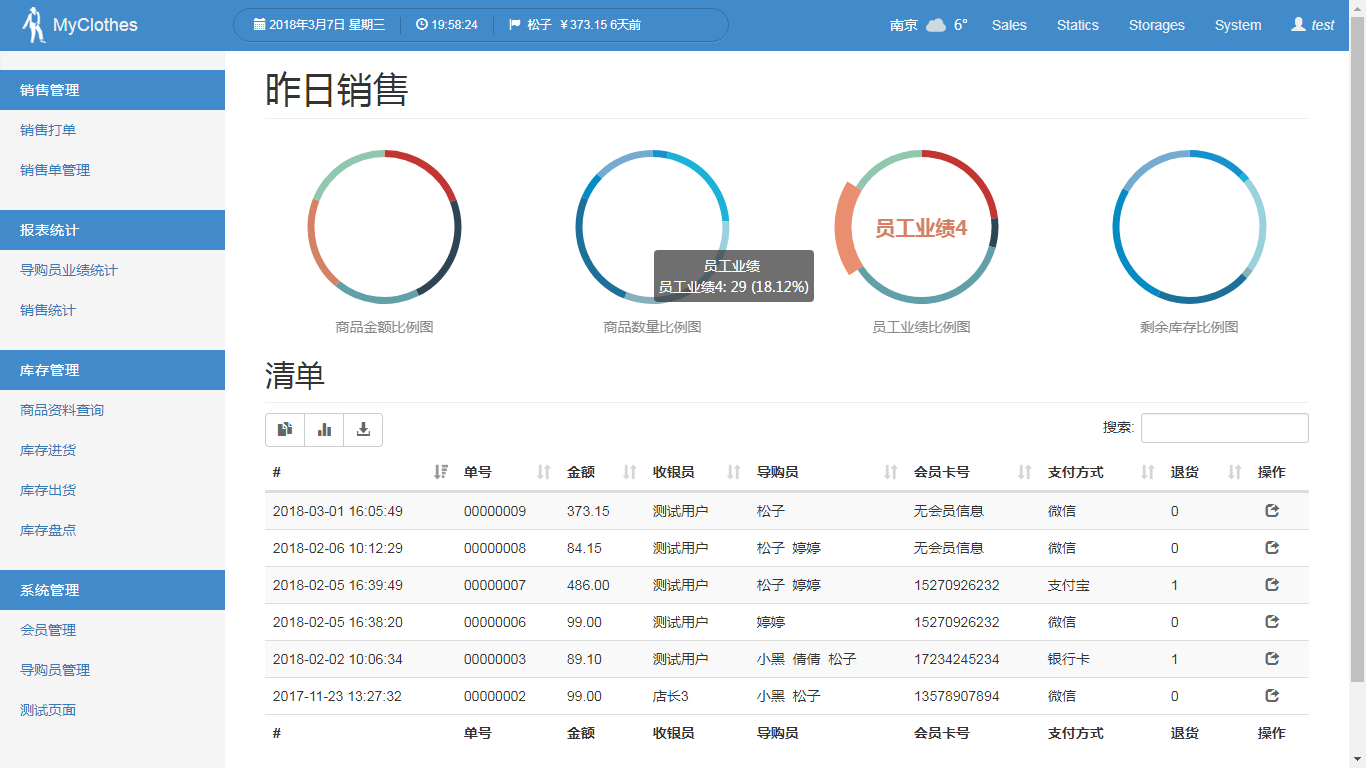 MyClothes
2018年3月7日 星期三 19:58:24 松子 ￥373.15 6天前
南京 6° Sales Statics Storages System test
销售管理
销售打单
销售单管理
报表统计
导购员业绩统计
销售统计
库存管理
商品资料查询
库存进货
库存出货
库存盘点
系统管理
会员管理
导购员管理
测试页面
昨日销售
员工业绩4
员工业绩
员工业绩4: 29 (18.12%)
商品金额比例图 商品数量比例图 员工业绩比例图 剩余库存比例图
清单
搜索:
# 单号 金额 收银员 导购员 会员卡号 支付方式 退货 操作
2018-03-01 16:05:49 00000009 373.15 测试用户 松子 无会员信息 微信 0
2018-02-06 10:12:29 00000008 84.15 测试用户 松子 婷婷 无会员信息 微信 0
2018-02-05 16:39:49 00000007 486.00 测试用户 松子 婷婷 15270926232 支付宝 1
2018-02-05 16:38:20 00000006 99.00 测试用户 婷婷 15270926232 微信 0
2018-02-02 10:06:34 00000003 89.10 测试用户 小黑 倩倩 松子 17234245234 银行卡 1
2017-11-23 13:27:32 00000002 99.00 店长3 小黑 松子 13578907894 微信 0
# 单号 金额 收银员 导购员 会员卡号 支付方式 退货 操作